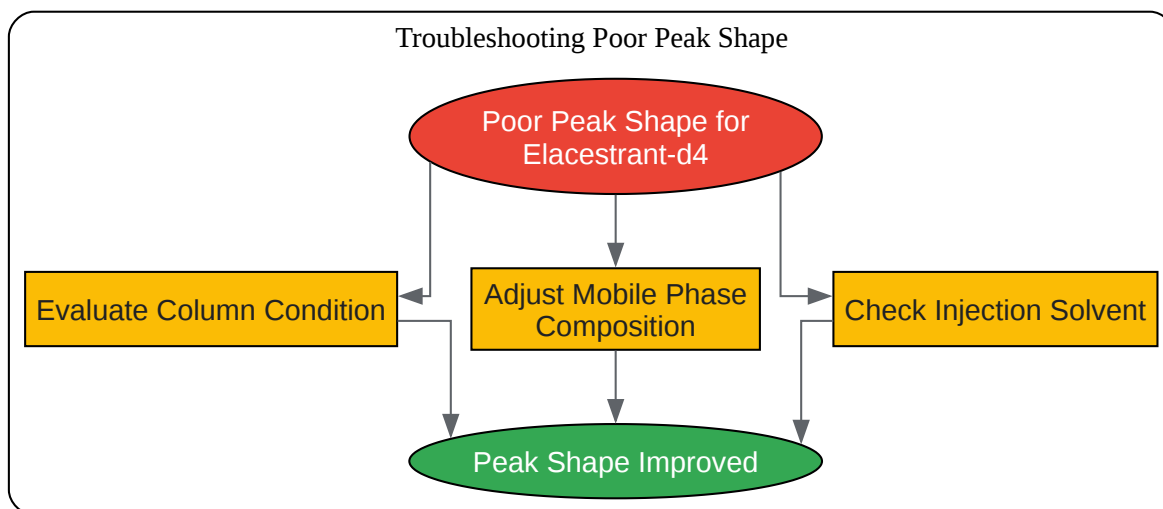 Troubleshooting Poor Peak Shape
Poor Peak Shape for
Elacestrant-d4
Evaluate Column Condition
Adjust Mobile Phase
Composition
Check Injection Solvent
Peak Shape Improved